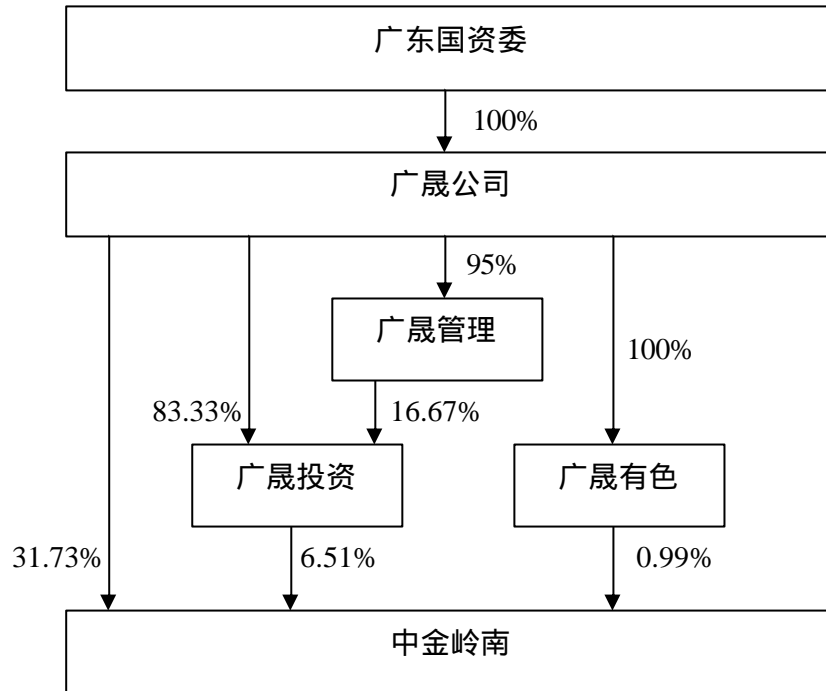 广东国资委
100%
广晟公司
95%
广晟管理
100%
83.33%
16.67%
广晟投资
广晟有色
31.73%
6.51%
0.99%
中金岭南